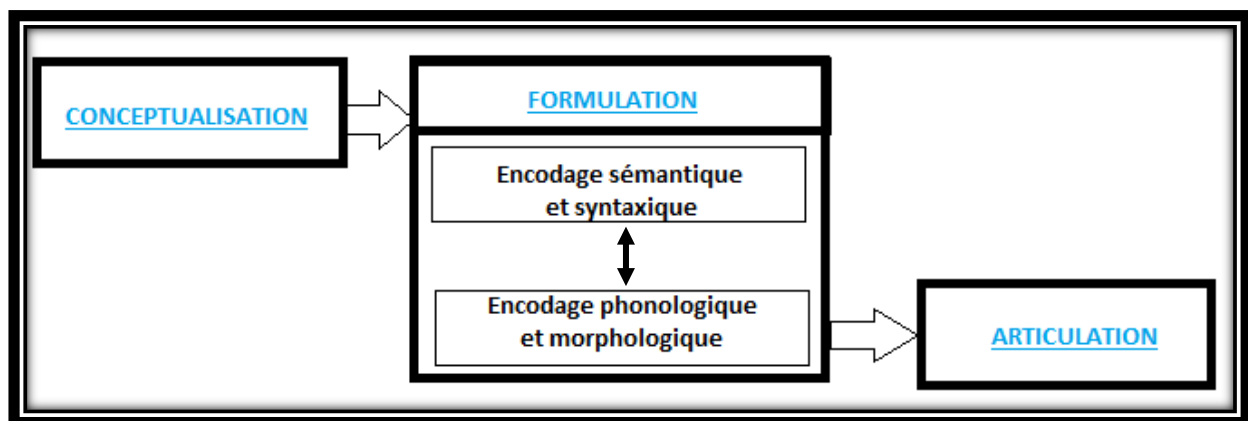 CONCEPTUALISATION
FORMULATION
Encodage sémantique
et syntaxique
Encodage phonologique
et morphologique
ARTICULATION